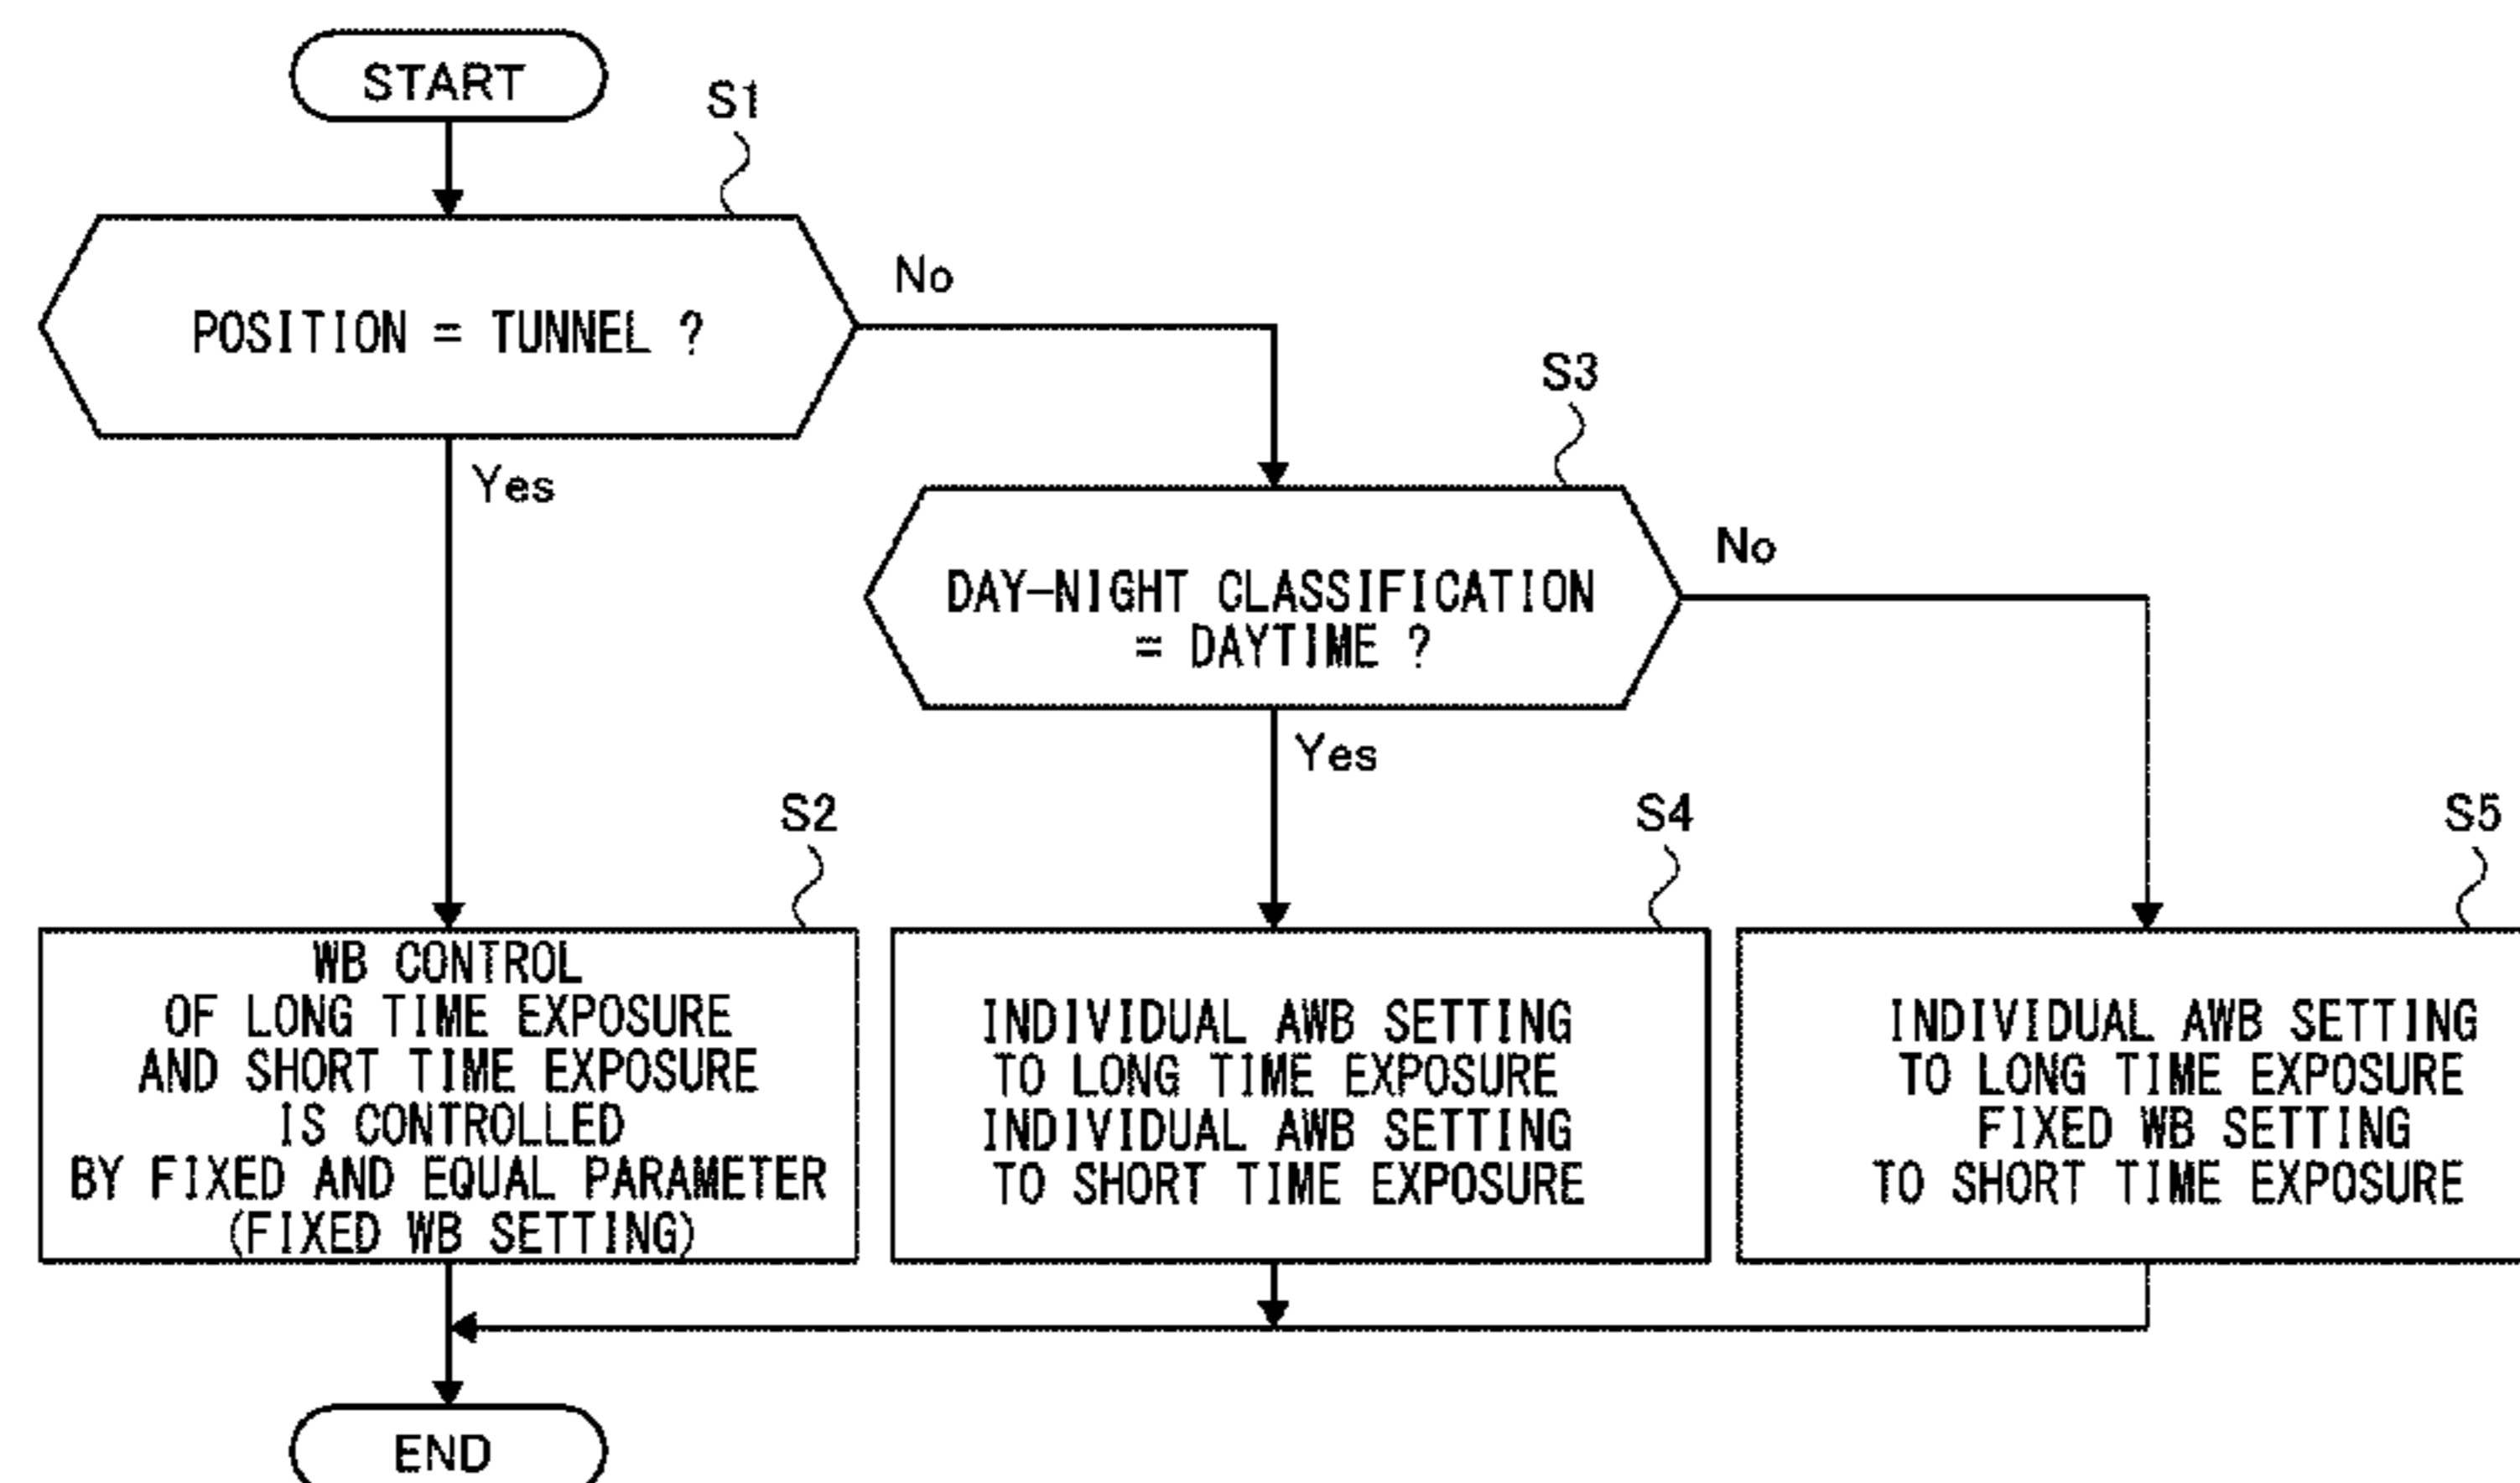 START
S1
POSITION = TUNNEL ?
No
Yes
S3
DAY-NIGHT CLASSIFICATION
= DAYTIME ?
No
Yes
S2
WB CONTROL
OF LONG TIME EXPOSURE
AND SHORT TIME EXPOSURE
IS CONTROLLED
BY FIXED AND EQUAL PARAMETER
(FIXED WB SETTING)
S4
INDIVIDUAL AWB SETTING
TO LONG TIME EXPOSURE
INDIVIDUAL AWB SETTING
TO SHORT TIME EXPOSURE
S5
INDIVIDUAL AWB SETTING
TO LONG TIME EXPOSURE
FIXED WB SETTING
TO SHORT TIME EXPOSURE
END